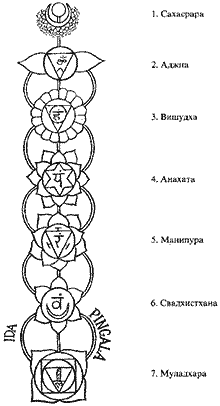 1. Сахасрара
2. Аджна
3. Вишудха
4. Анахата
5. Манипура
6. Свадхистхана
IDA
PINGALA
7. Муладхара